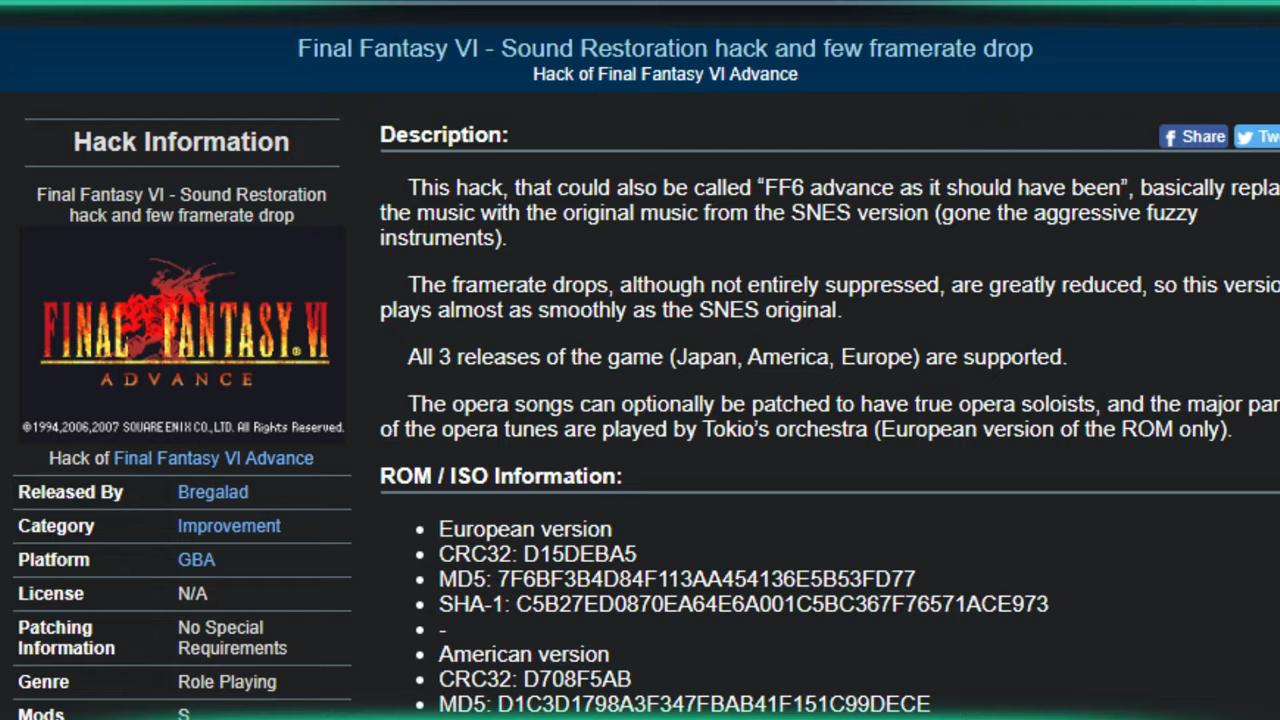 Final Fantasy VI - Sound Restoration hack and few framerate drop
Hack of Final Fantasy VI Advance
Hack Information
Final Fantasy VI - Sound Restoration
hack and few framerate drop
FINAL FANTASY VI
ADVANCE
©1994,2006,2007 SQUARE ENIX CO., LTD. All Rights Reserved.
Hack of Final Fantasy VI Advance
Released By Bregalad
Category Improvement
Platform GBA
License N/A
Patching Information No Special Requirements
Genre Role Playing
Mods S
Description:
Share Tw
This hack, that could also be called “FF6 advance as it should have been”, basically repla
the music with the original music from the SNES version (gone the aggressive fuzzy
instruments).
The framerate drops, although not entirely suppressed, are greatly reduced, so this versio
plays almost as smoothly as the SNES original.
All 3 releases of the game (Japan, America, Europe) are supported.
The opera songs can optionally be patched to have true opera soloists, and the major par
of the opera tunes are played by Tokio’s orchestra (European version of the ROM only).
ROM / ISO Information:
European version
CRC32: D15DEBA5
MD5: 7F6BF3B4D84F113AA454136E5B53FD77
SHA-1: C5B27ED0870EA64E6A001C5BC367F76571ACE973
-
American version
CRC32: D708F5AB
MD5: D1C3D1798A3F347FBAB41F151C99DECE